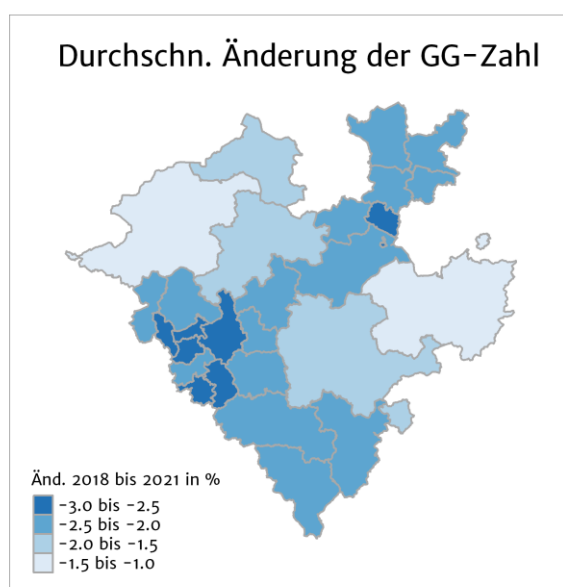 Durchschn. Änderung der GG-Zahl
Änd. 2018 bis 2021 in %
-3.0 bis -2.5
-2.5 bis -2.0
-2.0 bis -1.5
-1.5 bis -1.0